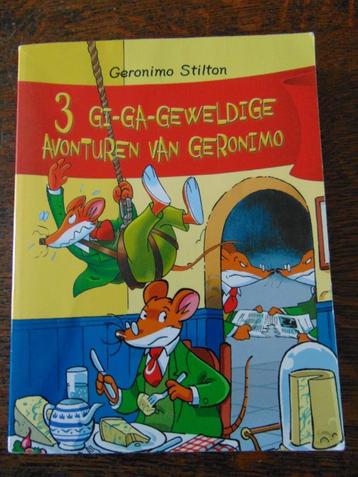 Geronimo Stilton
3 GI-GA-GEWELDIGE
AVONTUREN VAN GERONIMO